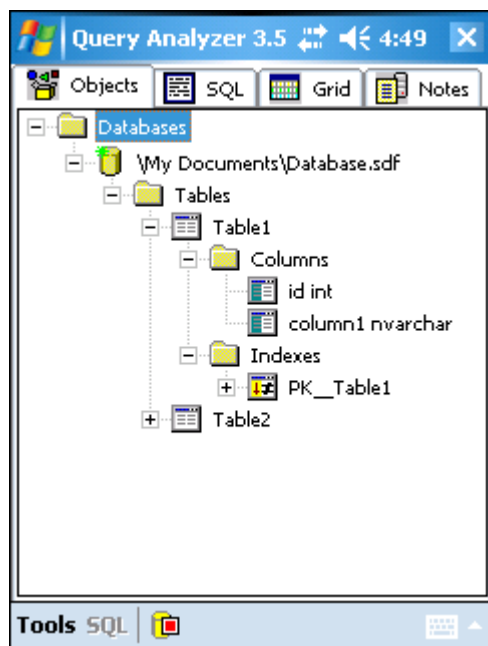 Query Analyzer 3.5 4:49
Objects SQL Grid Notes
Databases
\My Documents\Database.sdf
Tables
Table1
Columns
id int
column1 nvarchar
Indexes
PK__Table1
Table2
Tools SQL